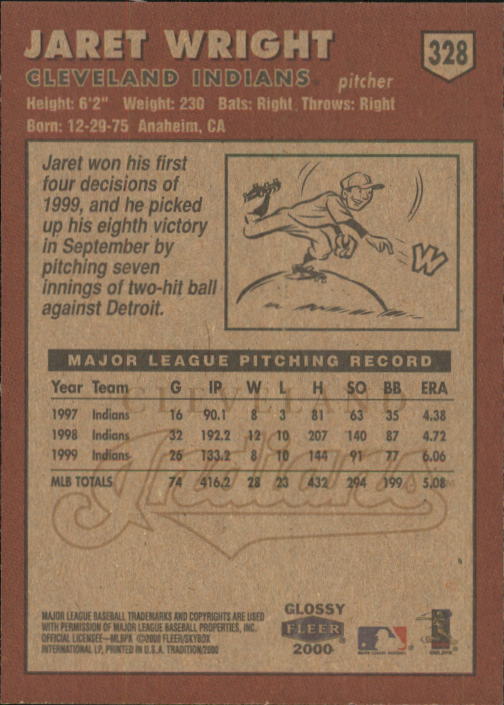 JARET WRIGHT
328
CLEVELAND INDIANS pitcher
Height: 6'2" Weight: 230 Bats: Right Throws: Right
Born: 12-29-75 Anaheim, CA
Jaret won his first
four decisions of
1999, and he picked
up his eighth victory
in September by
pitching seven
innings of two-hit ball
against Detroit.
W
MAJOR LEAGUE PITCHING RECORD
Year Team G IP W L H SO BB ERA
CLEVELAND
1997 Indians 16 90.1 8 3 81 63 35 4.38
1998 Indians 32 192.2 12 10 207 140 87 4.72
1999 Indians 26 133.2 8 10 144 91 77 6.06
MLB TOTALS 74 416.2 28 23 432 294 199 5.08
Indians
MAJOR LEAGUE BASEBALL TRADEMARKS AND COPYRIGHTS ARE USED
WITH PERMISSION OF MAJOR LEAGUE BASEBALL PROPERTIES, INC.
OFFICIAL LICENSEE—MLBPA ©2000 FLEER/SKYBOX
INTERNATIONAL LP, PRINTED IN U.S.A. TRADITION/2000
GLOSSY
FLEER
2000